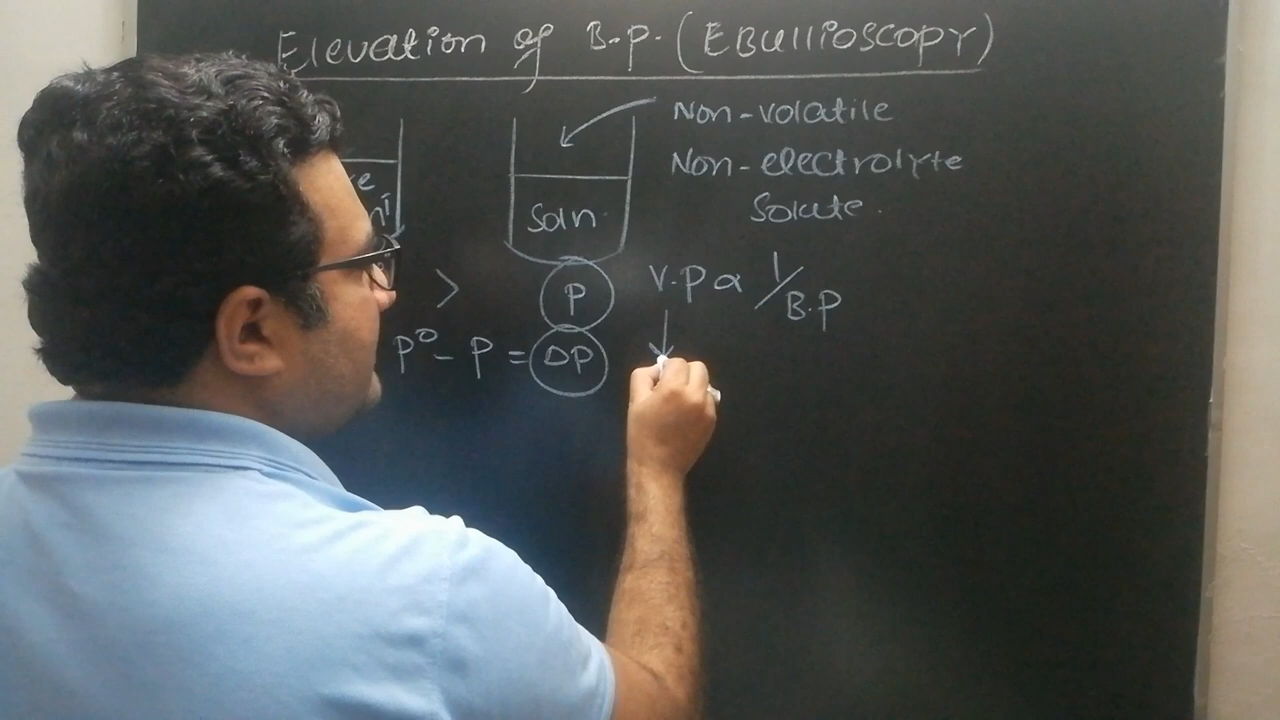 Elevation of B.P. (EBullioscopy)
Non-volatile
Non-electrolyte
Solute.
Soln.
> P
V.P ∝ 1/B.P
P° - P = ΔP